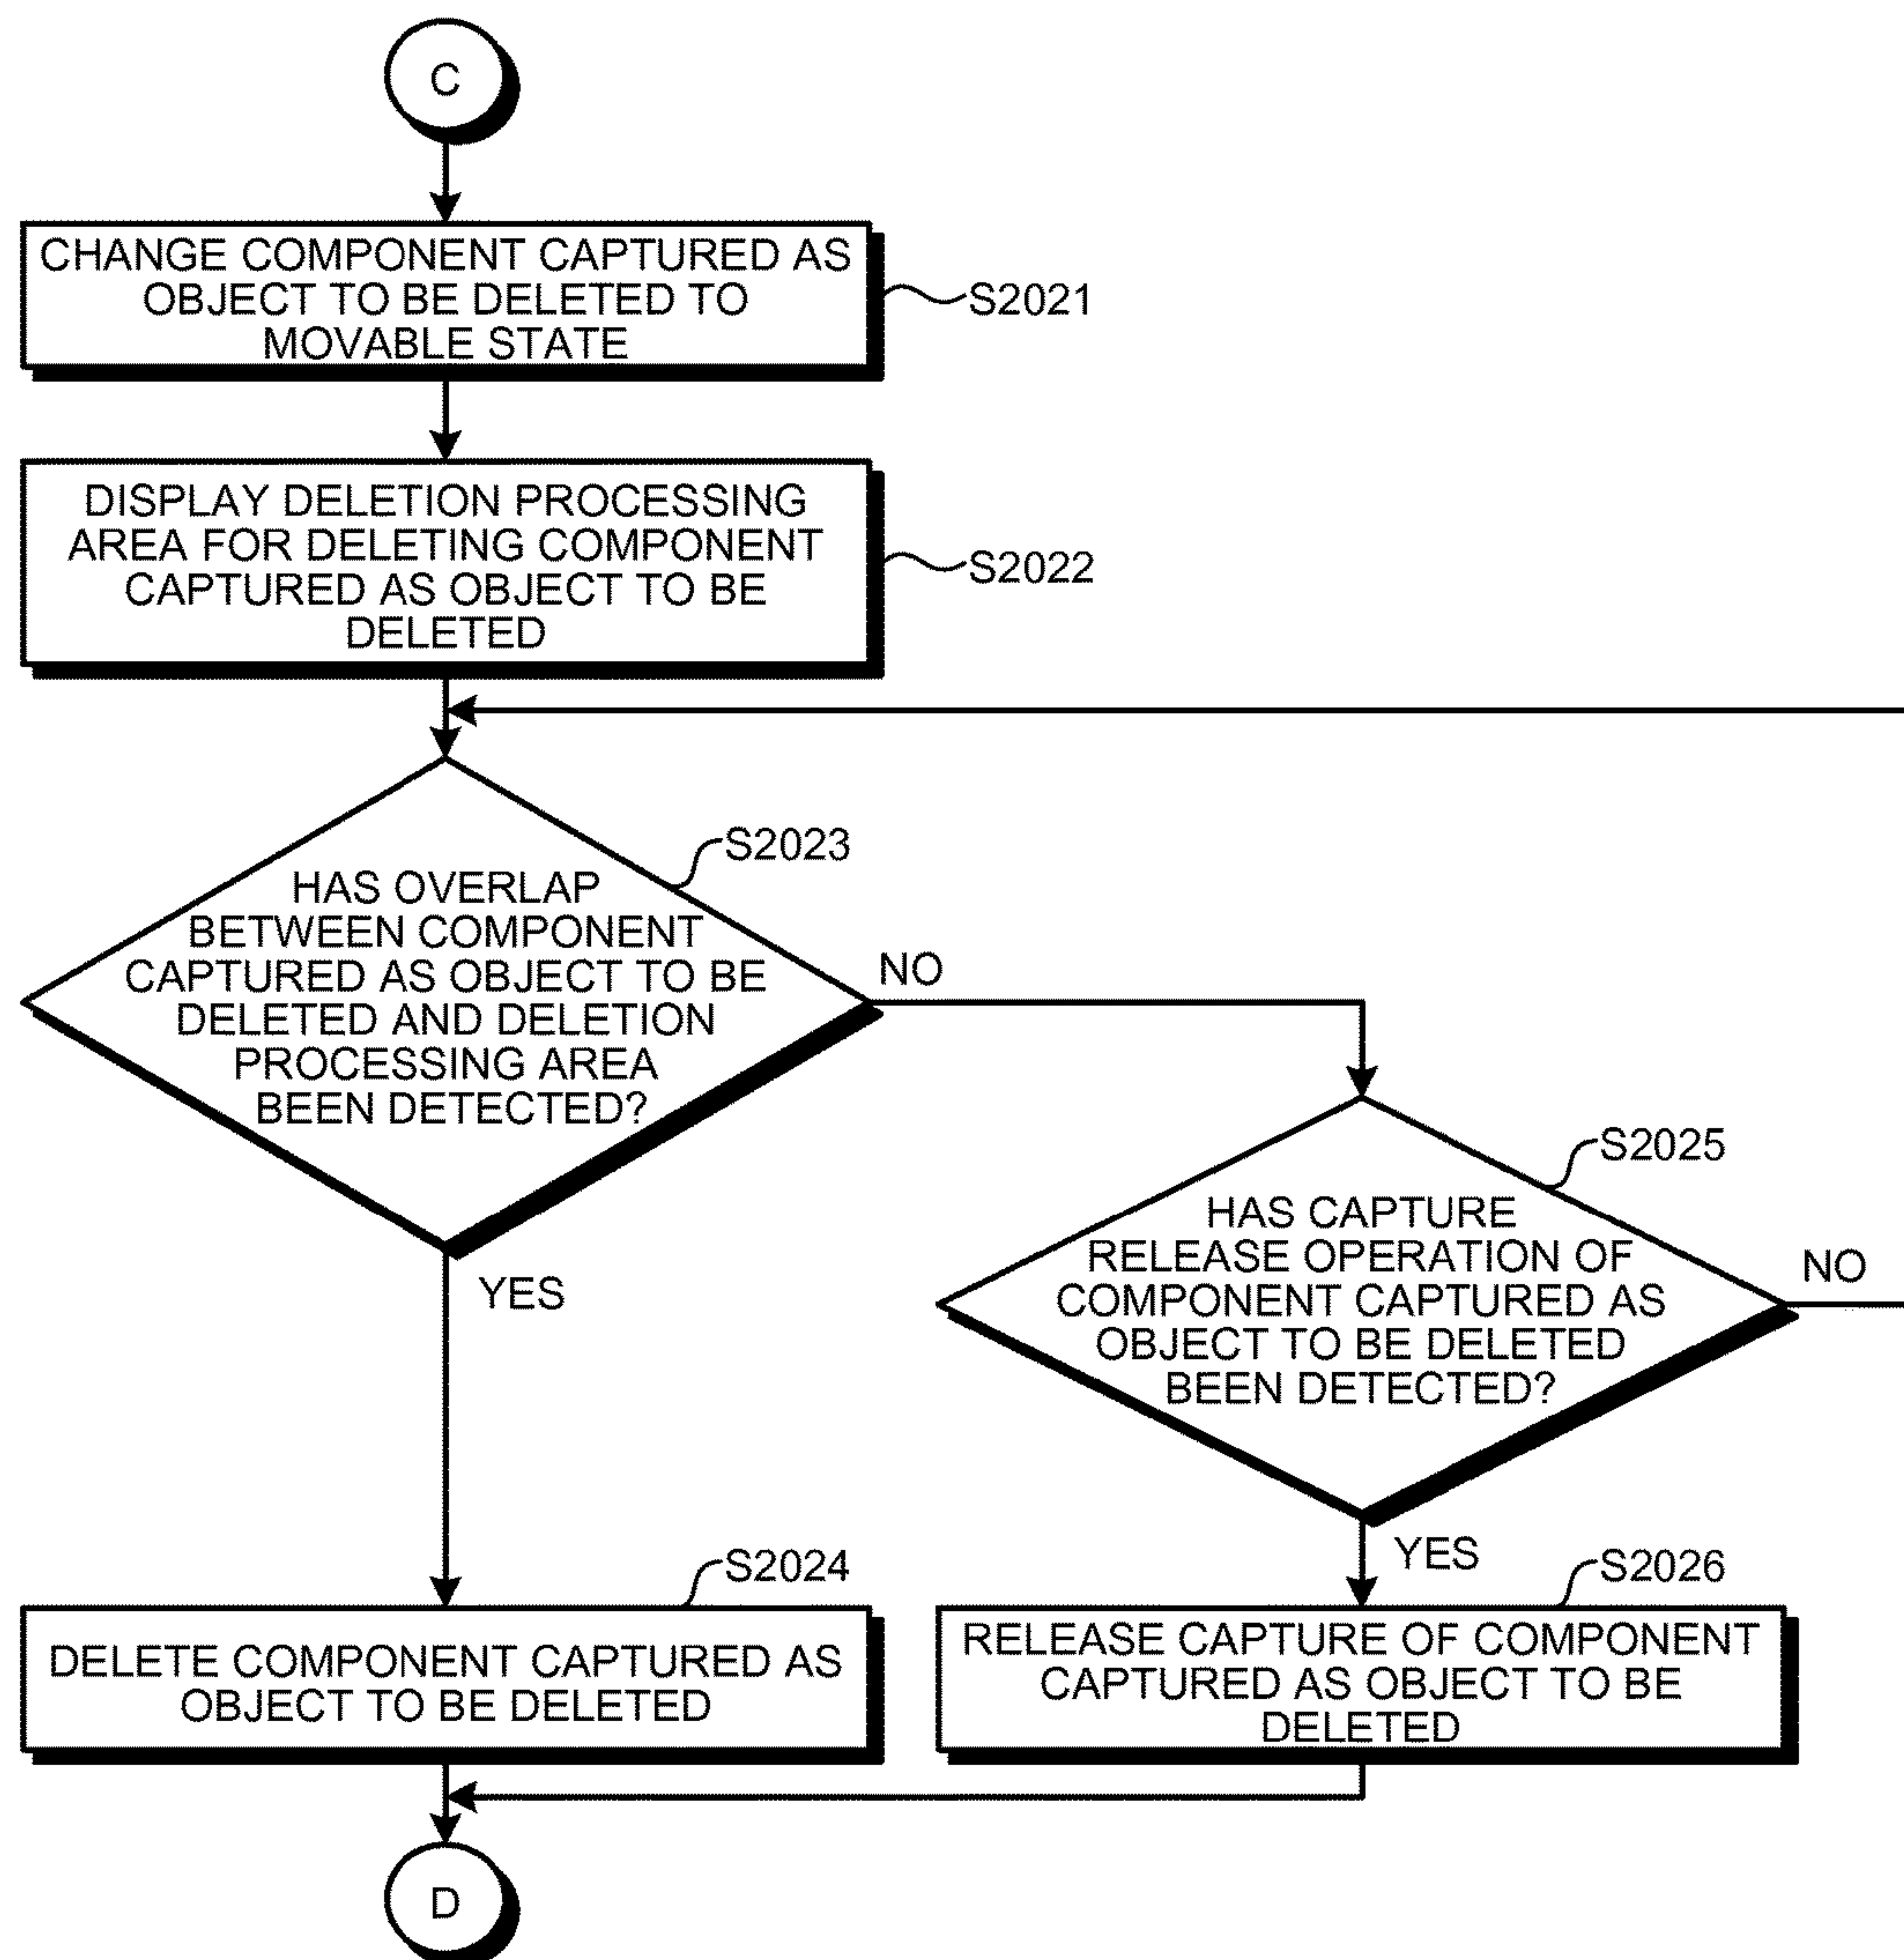 C
CHANGE COMPONENT CAPTURED AS
OBJECT TO BE DELETED TO
MOVABLE STATE
S2021
DISPLAY DELETION PROCESSING
AREA FOR DELETING COMPONENT
CAPTURED AS OBJECT TO BE
DELETED
S2022
S2023
HAS OVERLAP
BETWEEN COMPONENT
CAPTURED AS OBJECT TO BE
DELETED AND DELETION
PROCESSING AREA
BEEN DETECTED?
NO
YES
S2025
HAS CAPTURE
RELEASE OPERATION OF
COMPONENT CAPTURED AS
OBJECT TO BE DELETED
BEEN DETECTED?
NO
YES
S2024
DELETE COMPONENT CAPTURED AS
OBJECT TO BE DELETED
S2026
RELEASE CAPTURE OF COMPONENT
CAPTURED AS OBJECT TO BE
DELETED
D